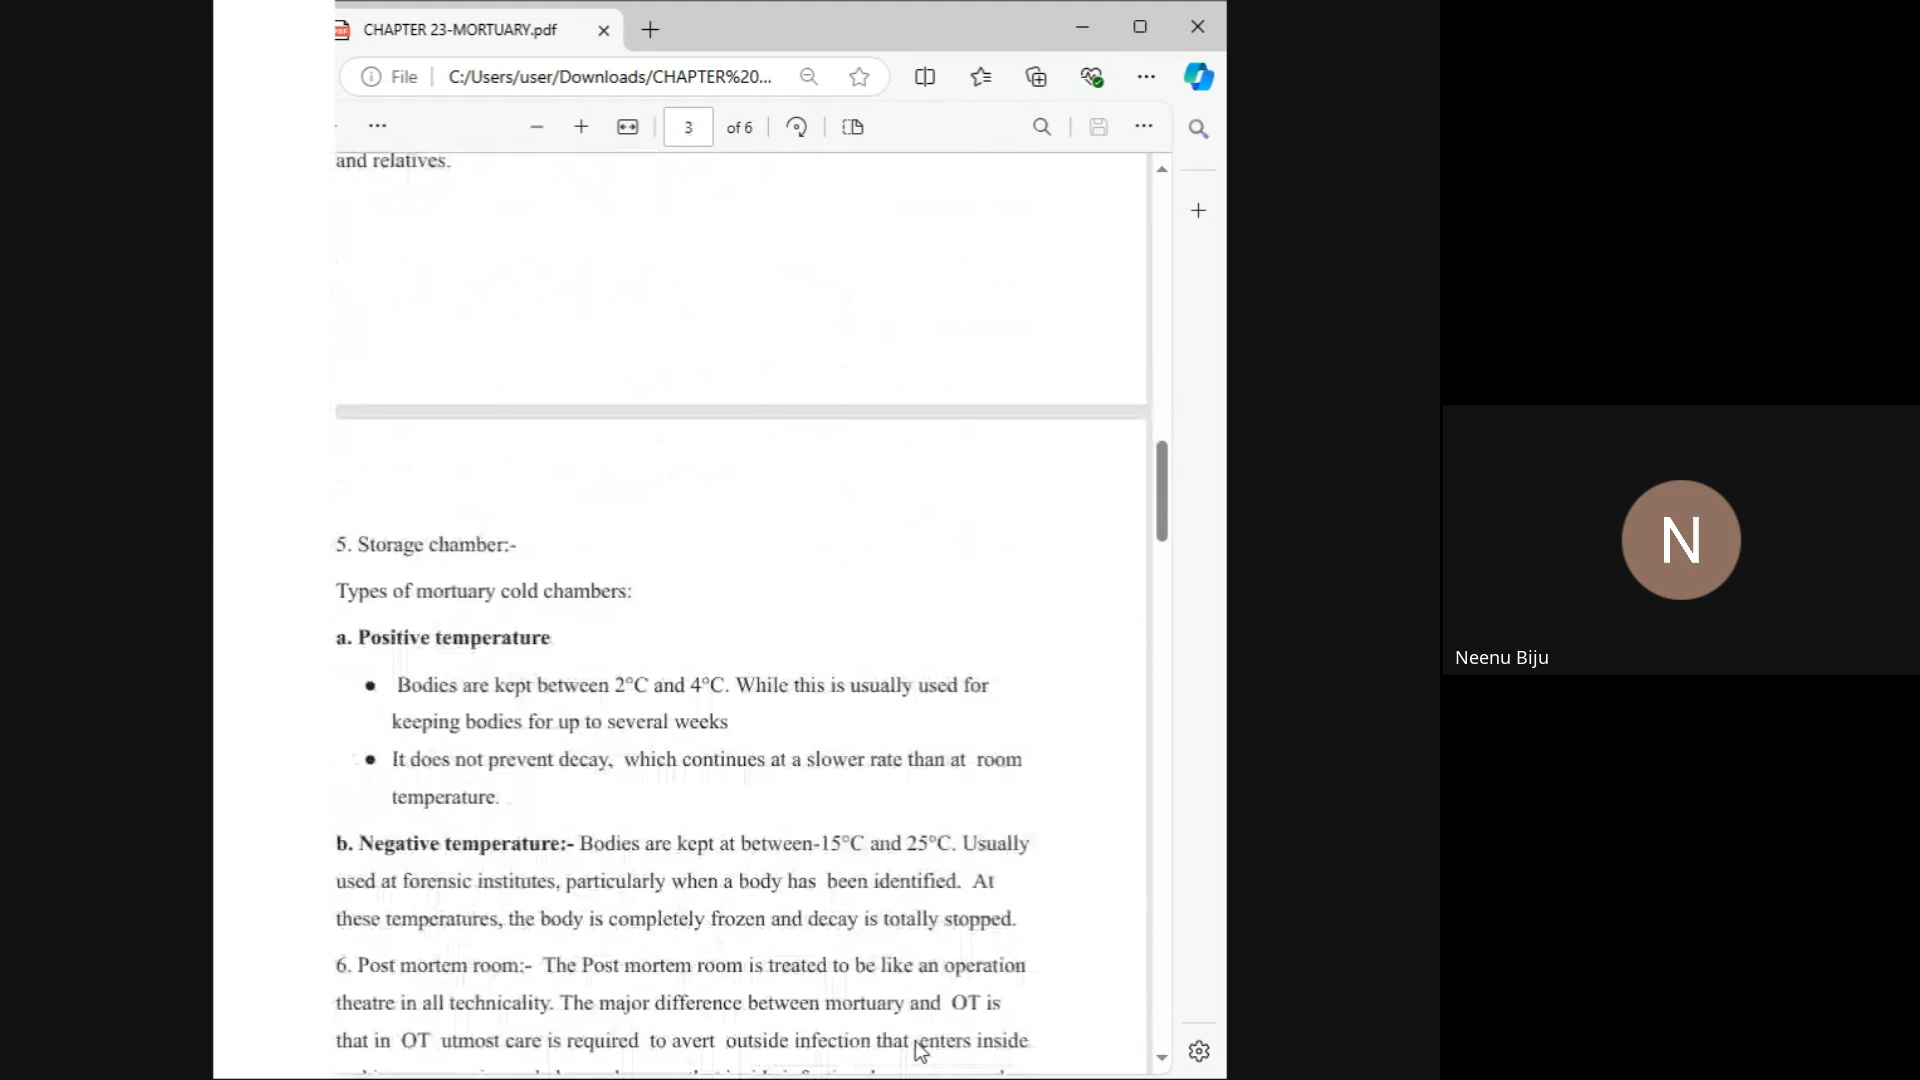 CHAPTER 23-MORTUARY.pdf
File
C:/Users/user/Downloads/CHAPTER%20...
3 of 6
and relatives.
5. Storage chamber:-
Types of mortuary cold chambers:
a. Positive temperature
● Bodies are kept between 2°C and 4°C. While this is usually used for
keeping bodies for up to several weeks
● It does not prevent decay, which continues at a slower rate than at room
temperature.
b. Negative temperature:- Bodies are kept at between-15°C and 25°C. Usually
used at forensic institutes, particularly when a body has been identified. At
these temperatures, the body is completely frozen and decay is totally stopped.
6. Post mortem room:- The Post mortem room is treated to be like an operation
theatre in all technicality. The major difference between mortuary and OT is
that in OT utmost care is required to avert outside infection that enters inside
N
Neenu Biju